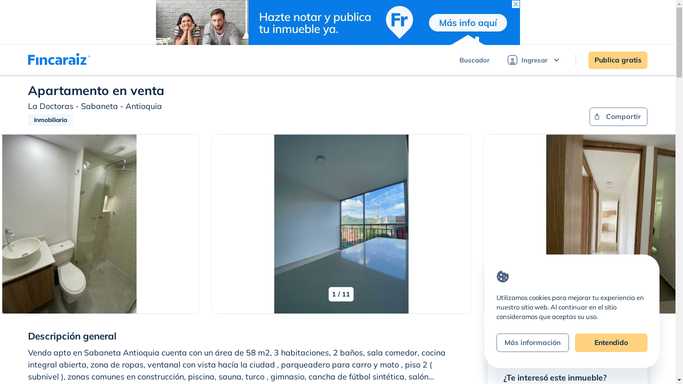 Hazte notar y publica
tu inmueble ya.
Fr
Más info aquí
Fincaraiz
Buscador
Ingresar
Publica gratis
Apartamento en venta
La Doctoras - Sabaneta - Antioquia
Inmobiliaria
Compartir
1 / 11
Utilizamos cookies para mejorar tu experiencia en
nuestro sitio web. Al continuar en el sitio
consideramos que aceptas su uso.
Más información
Entendido
Descripción general
Vendo apto en Sabaneta Antioquia cuenta con un área de 58 m2, 3 habitaciones, 2 baños, sala comedor, cocina
integral abierta, zona de ropas, ventanal con vista hacía la ciudad , parqueadero para carro y moto , piso 2 (
subnivel ), zonas comunes en construcción, piscina, sauna, turco , gimnasio, cancha de fútbol sintética, salón...
¿Te interesó este inmueble?